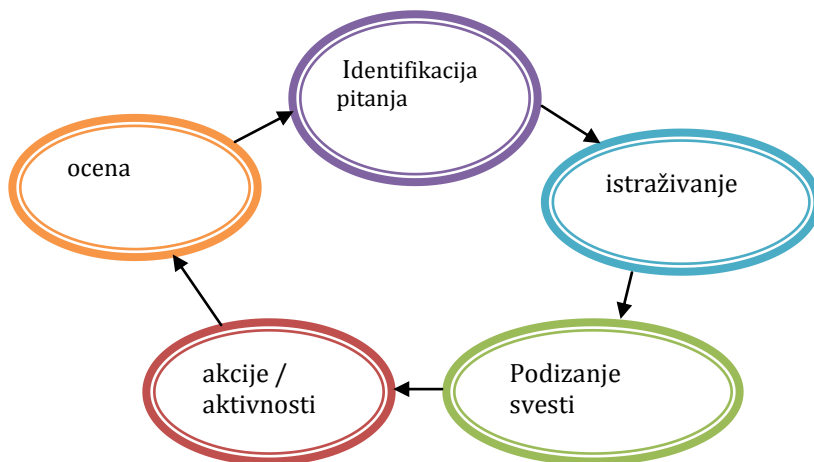 Identifikacija
pitanja
istraživanje
Podizanje
svesti
akcije /
aktivnosti
ocena